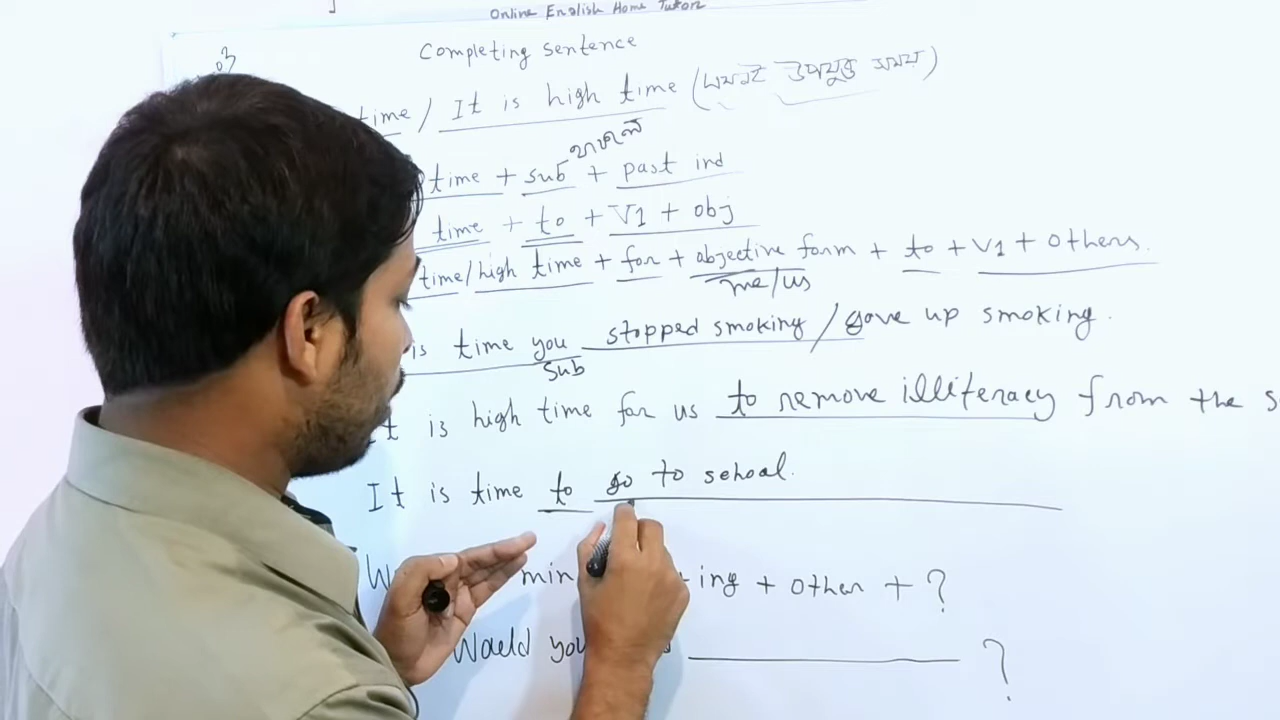 Online English Home Tutor
03
Completing sentence
time / It is high time (এখনই উপযুক্ত সময়)
time + sub + past ind
time + to + V1 + obj
time/high time + for + objective form + to + V1 + others.
me/us
is time you stopped smoking / gave up smoking.
sub
It is high time for us to remove illiteracy from the s
It is time to go to school.
W min ing + other + ?
Would you ?